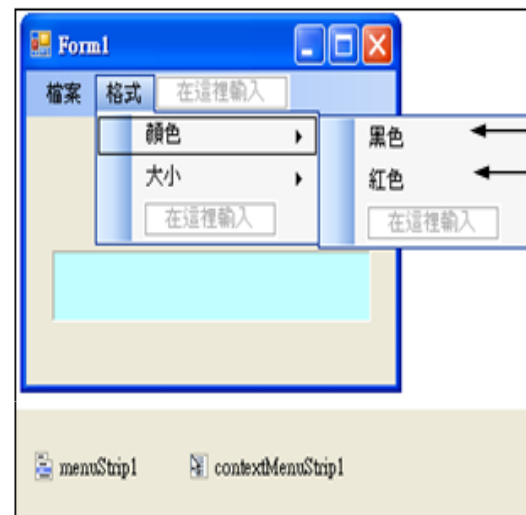 Form1
檔案 格式 在這裡輸入
顏色 黑色
大小 紅色
在這裡輸入 在這裡輸入
menuStrip1 contextMenuStrip1